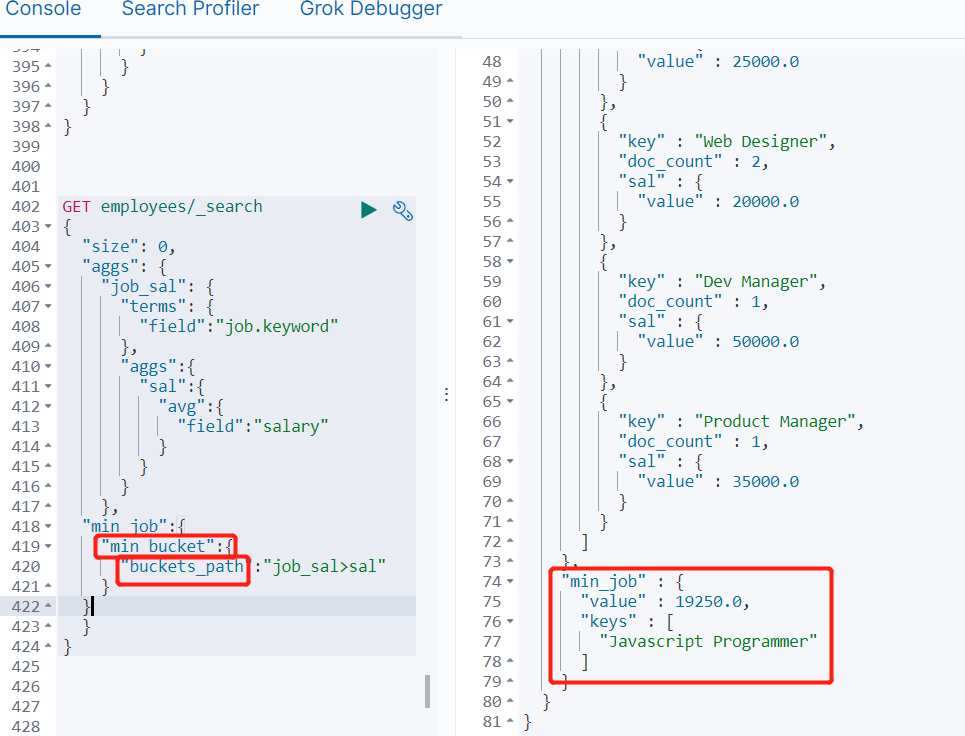 Console Search Profiler Grok Debugger
395 }
396 }
397 }
398 }
399
400
401
402 GET employees/_search
403 {
404 "size": 0,
405 "aggs": {
406 "job_sal": {
407 "terms": {
408 "field":"job.keyword"
409 },
410 "aggs":{
411 "sal":{
412 "avg":{
413 "field":"salary"
414 }
415 }
416 }
417 },
418 "min_job":{
419 "min_bucket":{
420 "buckets_path":"job_sal>sal"
421 }
422 }
423 }
424 }
425
426
427
428
48 "value" : 25000.0
49 }
50 },
51 {
52 "key" : "Web Designer",
53 "doc_count" : 2,
54 "sal" : {
55 "value" : 20000.0
56 }
57 },
58 {
59 "key" : "Dev Manager",
60 "doc_count" : 1,
61 "sal" : {
62 "value" : 50000.0
63 }
64 },
65 {
66 "key" : "Product Manager",
67 "doc_count" : 1,
68 "sal" : {
69 "value" : 35000.0
70 }
71 }
72 ]
73 },
74 "min_job" : {
75 "value" : 19250.0,
76 "keys" : [
77 "Javascript Programmer"
78 ]
79 }
80 }
81 }